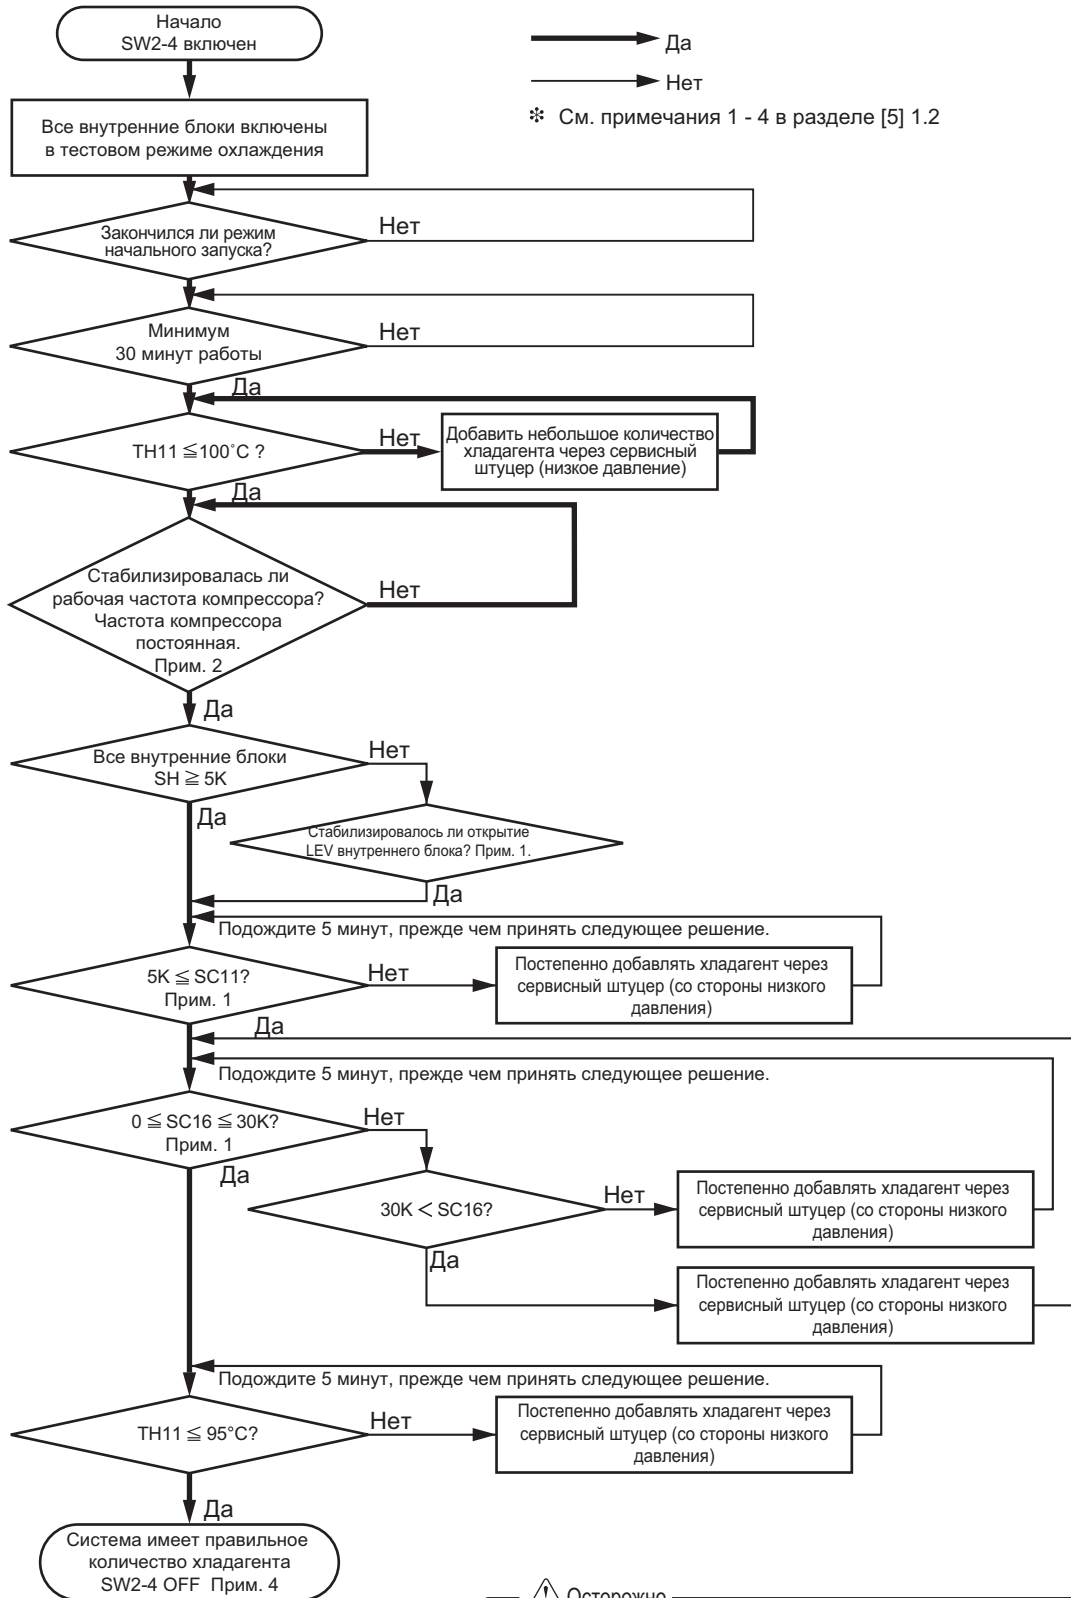 Начало
SW2-4 включен
Да
Нет
❇ См. примечания 1 - 4 в разделе [5] 1.2
Все внутренние блоки включены
в тестовом режиме охлаждения
Закончился ли режим
начального запуска?
Нет
Минимум
30 минут работы
Нет
Да
TH11 ≦100˚C ?
Нет
Добавить небольшое количество
хладагента через сервисный
штуцер (низкое давление)
Да
Стабилизировалась ли
рабочая частота компрессора?
Частота компрессора
постоянная.
Прим. 2
Нет
Да
Все внутренние блоки
SH ≧ 5K
Нет
Да
Стабилизировалось ли открытие
LEV внутреннего блока? Прим. 1.
Да
Подождите 5 минут, прежде чем принять следующее решение.
5K ≦ SC11?
Прим. 1
Нет
Постепенно добавлять хладагент через
сервисный штуцер (со стороны низкого
давления)
Да
Подождите 5 минут, прежде чем принять следующее решение.
0 ≦ SC16 ≦ 30K?
Прим. 1
Нет
Да
30K < SC16?
Нет
Постепенно добавлять хладагент через
сервисный штуцер (со стороны низкого
давления)
Да
Постепенно добавлять хладагент через
сервисный штуцер (со стороны низкого
давления)
Подождите 5 минут, прежде чем принять следующее решение.
TH11 ≦ 95°C?
Нет
Постепенно добавлять хладагент через
сервисный штуцер (со стороны низкого
давления)
Да
Система имеет правильное
количество хладагента
SW2-4 OFF Прим. 4
Осторожно